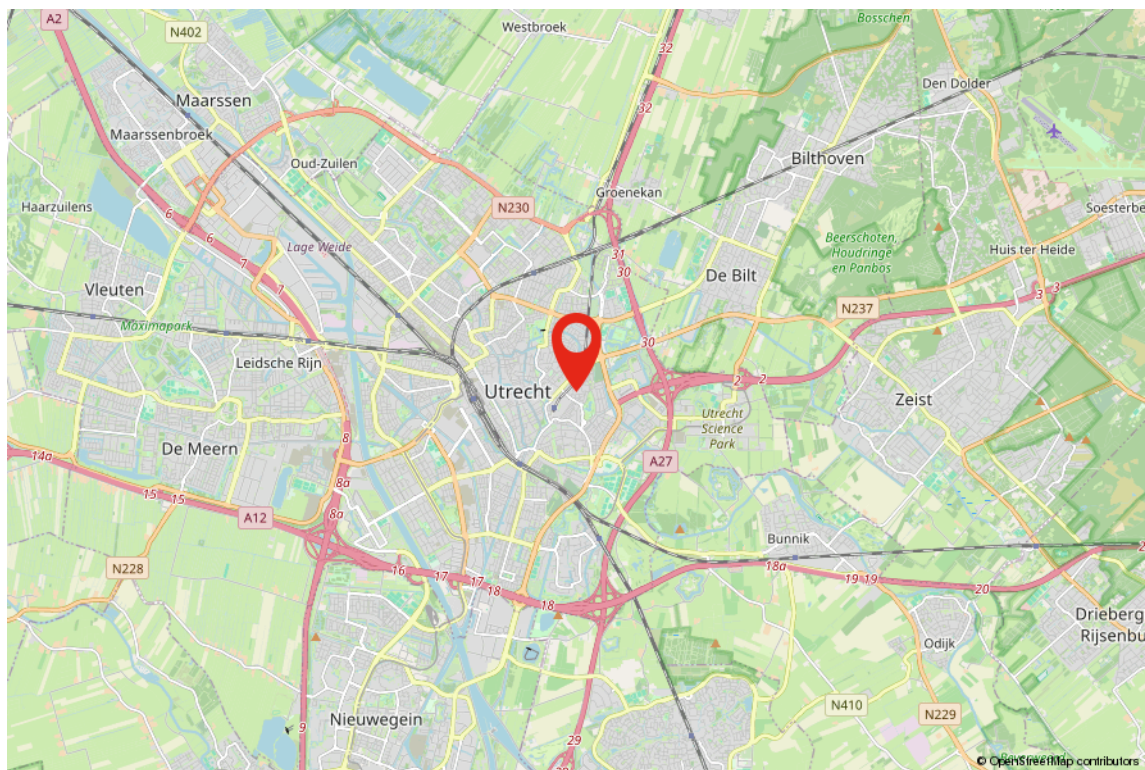 A2
N402
Westbroek
Bosschen
32
Maarssen
Den Dolder
32
Maarssenbroek
Oud-Zuilen
Bilthoven
Groenekan
Haarzuilens
6
N230
Soesterbe
6
Lage Weide
Beerschoten,
Houdringe
en Panbos
Huis ter Heide
7
31
30
De Bilt
Vleuten
7
3
3
N237
Maximapark
30
Leidsche Rijn
2
2
Utrecht
Zeist
Utrecht
Science
Park
8
De Meern
14a
A27
8a
15
15
8a
A12
Bunnik
N228
16
17
17
18
18
18a
19
19
20
2
Drieberg
Rijsenbu
Odijk
N410
N229
Nieuwegein
9
29
© OpenStreetMap contributors